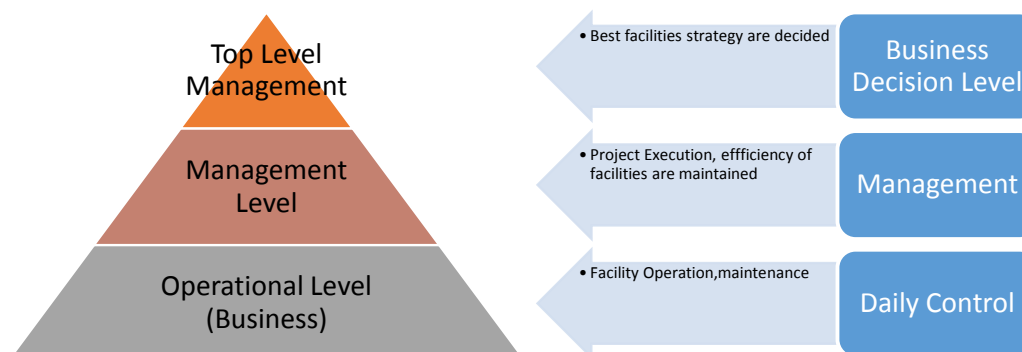 Top Level
Management
• Best facilities strategy are decided
Business
Decision Level
Management
Level
• Project Execution, effficiency of
facilities are maintained
Management
Operational Level
(Business)
• Facility Operation,maintenance
Daily Control